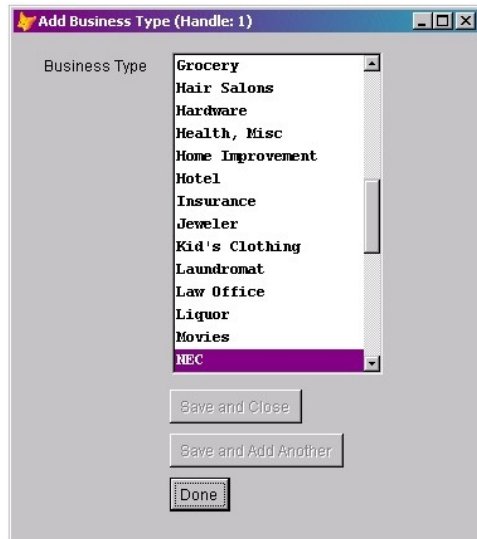 Add Business Type (Handle: 1)
Business Type
Grocery
Hair Salons
Hardware
Health, Misc
Home Improvement
Hotel
Insurance
Jeweler
Kid's Clothing
Laundromat
Law Office
Liquor
Movies
NEC
Save and Close
Save and Add Another
Done